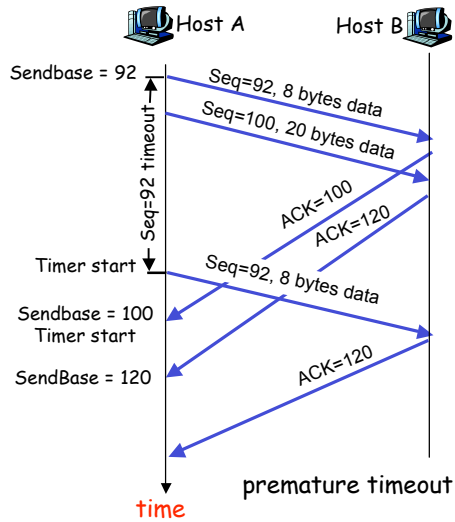 Host A
Host B
Sendbase = 92
Seq=92, 8 bytes data
Seq=100, 20 bytes data
Seq=92 timeout
ACK=100
ACK=120
Timer start
Seq=92, 8 bytes data
Sendbase = 100
Timer start
SendBase = 120
ACK=120
premature timeout
time